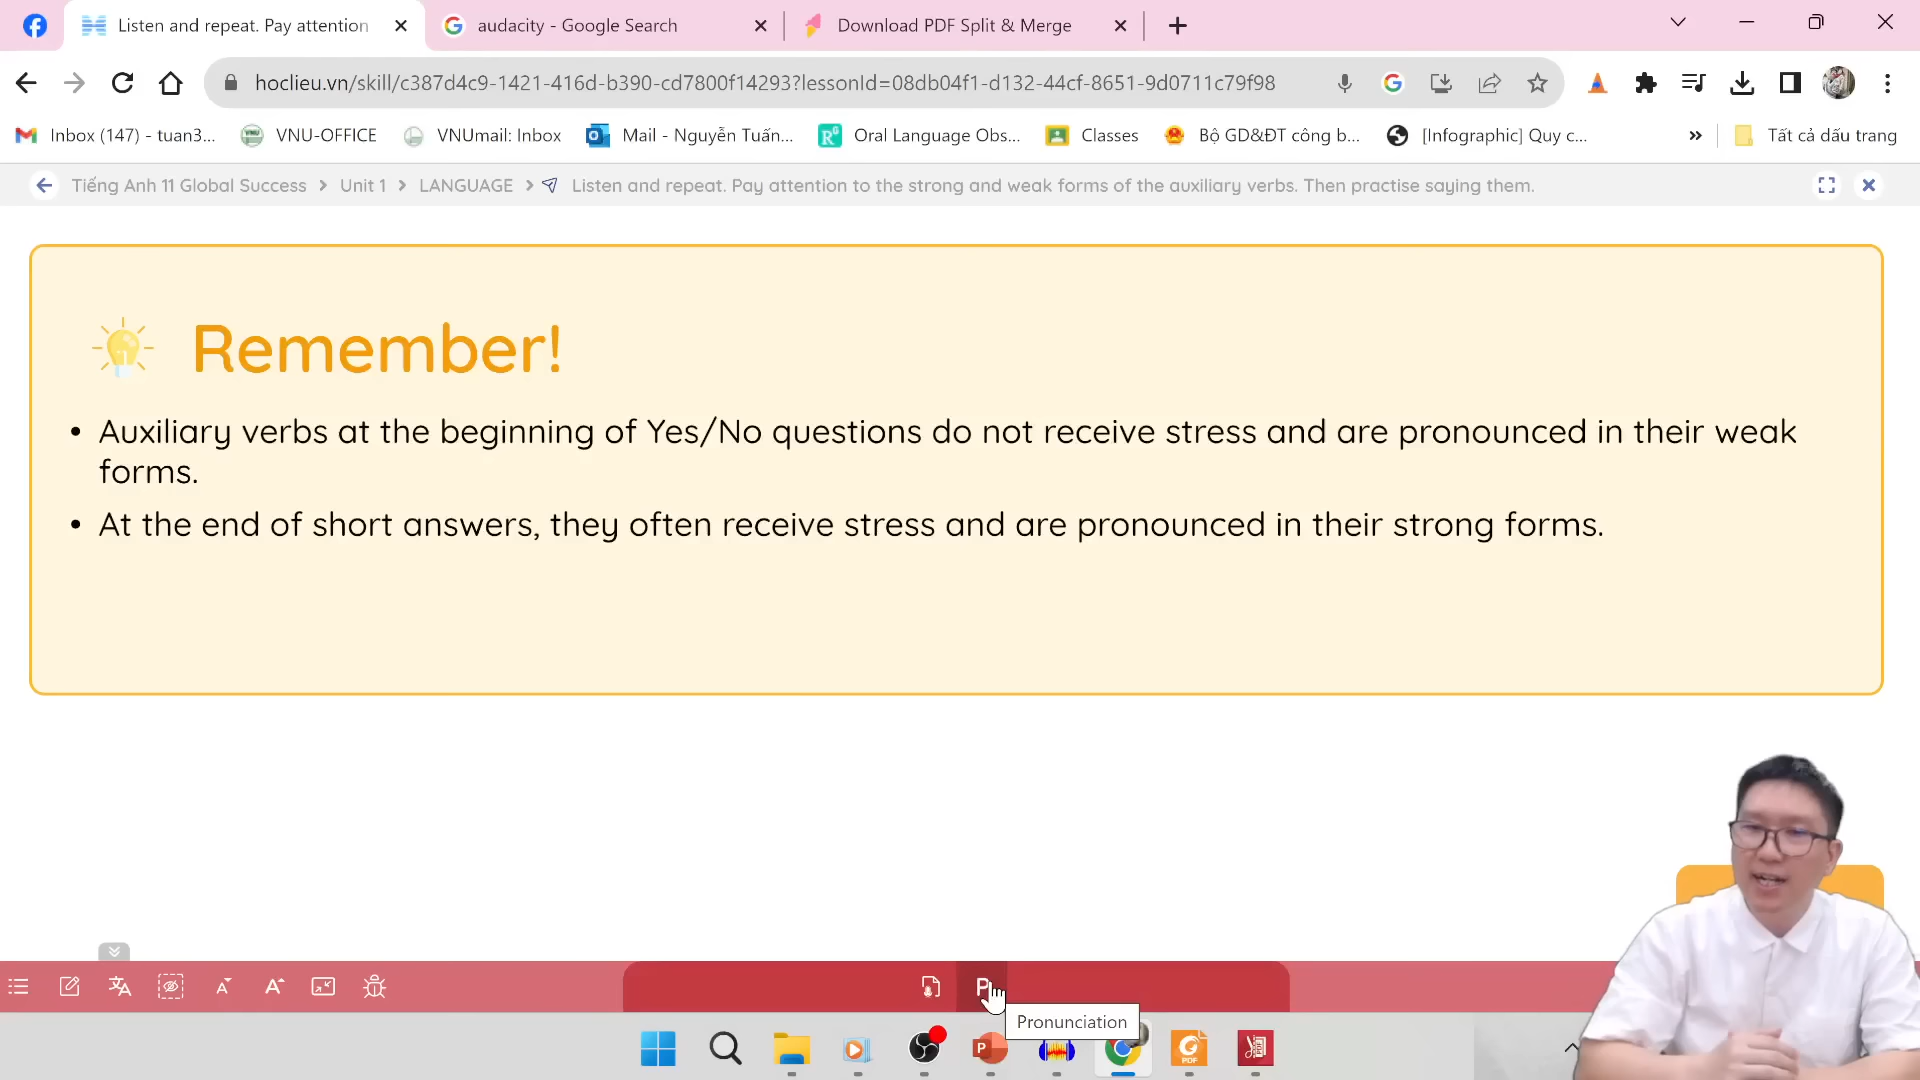 Listen and repeat. Pay attention
audacity - Google Search
Download PDF Split & Merge
hoclieu.vn/skill/c387d4c9-1421-416d-b390-cd7800f14293?lessonId=08db04f1-d132-44cf-8651-9d0711c79f98
Inbox (147) - tuan3... VNU-OFFICE VNUmail: Inbox Mail - Nguyễn Tuấn... Oral Language Obs... Classes Bộ GD&ĐT công b... [Infographic] Quy c... » Tất cả dấu trang
Tiếng Anh 11 Global Success > Unit 1 > LANGUAGE > Listen and repeat. Pay attention to the strong and weak forms of the auxiliary verbs. Then practise saying them.
Remember!
• Auxiliary verbs at the beginning of Yes/No questions do not receive stress and are pronounced in their weak
forms.
• At the end of short answers, they often receive stress and are pronounced in their strong forms.
Pronunciation